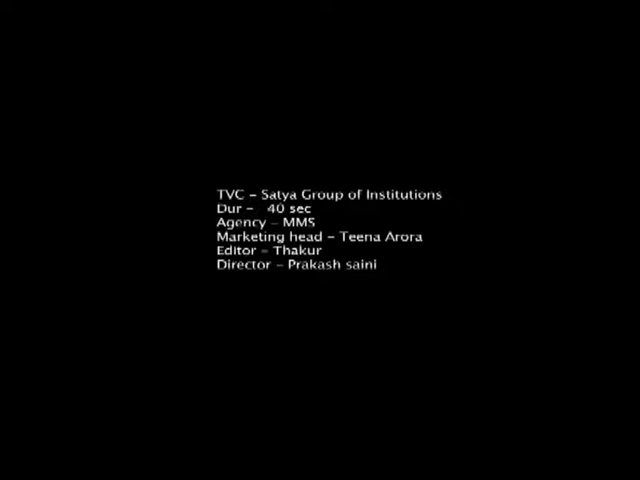 TVC – Satya Group of Institutions
Dur – 40 sec
Agency – MMS
Marketing head – Teena Arora
Editor – Thakur
Director – Prakash saini